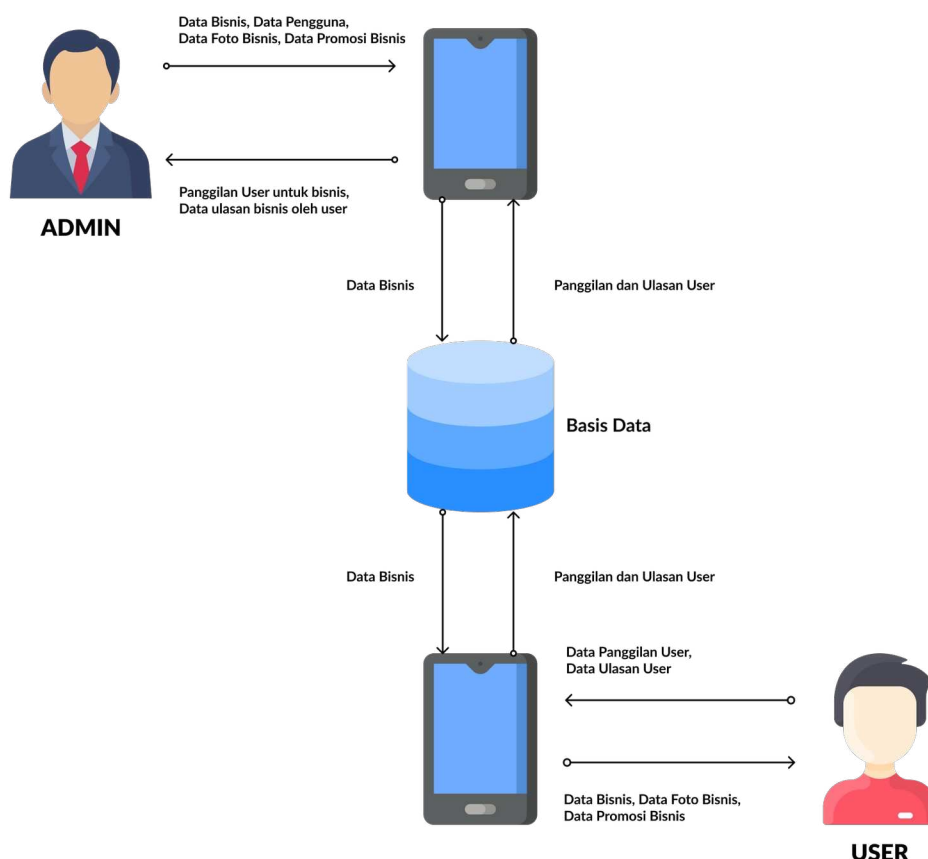 Data Bisnis, Data Pengguna,
Data Foto Bisnis, Data Promosi Bisnis
Panggilan User untuk bisnis,
Data ulasan bisnis oleh user
ADMIN
Data Bisnis
Panggilan dan Ulasan User
Basis Data
Data Bisnis
Panggilan dan Ulasan User
Data Panggilan User,
Data Ulasan User
Data Bisnis, Data Foto Bisnis,
Data Promosi Bisnis
USER